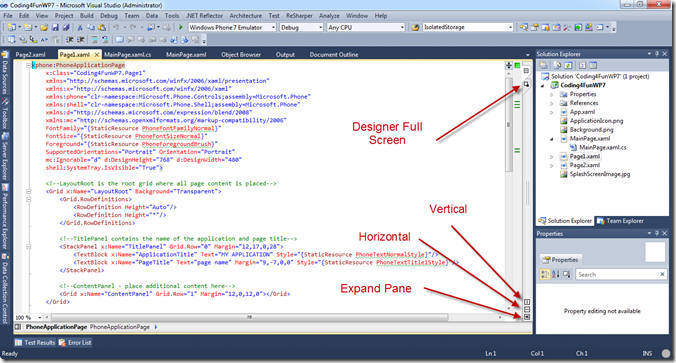 Coding4FunWP7 - Microsoft Visual Studio (Administrator)
File Edit View Refactor Project Build Team Debug Data Tools .NET Reflector Architecture Test ReSharper Analyze Window Help
Windows Phone 7 Emulator Debug IsolatedStorage
Page2.xaml Page1.xaml MainPage.xaml.cs MainPage.xaml Object Browser Output Document Outline
Data Sources
Toolbox
Server Explorer
Performance Explorer
Data Collection Control
<phone:PhoneApplicationPage
x:Class="Coding4FunWP7.Page1"
xmlns="http://schemas.microsoft.com/winfx/2006/xaml/presentation"
xmlns:x="http://schemas.microsoft.com/winfx/2006/xaml"
xmlns:phone="clr-namespace:Microsoft.Phone.Controls;assembly=Microsoft.Phone"
xmlns:shell="clr-namespace:Microsoft.Phone.Shell;assembly=Microsoft.Phone"
xmlns:d="http://schemas.microsoft.com/expression/blend/2008"
xmlns:mc="http://schemas.openxmlformats.org/markup-compatibility/2006"
FontFamily="{StaticResource PhoneFontFamilyNormal}"
FontSize="{StaticResource PhoneFontSizeNormal}"
Foreground="{StaticResource PhoneForegroundBrush}"
SupportedOrientations="Portrait" Orientation="Portrait"
mc:Ignorable="d" d:DesignHeight="768" d:DesignWidth="480"
shell:SystemTray.IsVisible="True">
<!--LayoutRoot is the root grid where all page content is placed-->
<Grid x:Name="LayoutRoot" Background="Transparent">
<Grid.RowDefinitions>
<RowDefinition Height="Auto"/>
<RowDefinition Height="*"/>
</Grid.RowDefinitions>
<!--TitlePanel contains the name of the application and page title-->
<StackPanel x:Name="TitlePanel" Grid.Row="0" Margin="12,17,0,28">
<TextBlock x:Name="ApplicationTitle" Text="MY APPLICATION" Style="{StaticResource PhoneTextNormalStyle}"/>
<TextBlock x:Name="PageTitle" Text="page name" Margin="9,-7,0,0" Style="{StaticResource PhoneTextTitle1Style}"/>
</StackPanel>
<!--ContentPanel - place additional content here-->
<Grid x:Name="ContentPanel" Grid.Row="1" Margin="12,0,12,0"></Grid>
</Grid>
Designer Full
Screen
Vertical
Horizontal
Expand Pane
100 %
PhoneApplicationPage PhoneApplicationPage
Test Results Error List
Solution Explorer
Solution 'Coding4FunWP7' (1 project)
Coding4FunWP7
Properties
References
App.xaml
ApplicationIcon.png
Background.png
MainPage.xaml
MainPage.xaml.cs
Page1.xaml
Page2.xaml
SplashScreenImage.jpg
Solution Explorer Team Explorer
Properties
Properties
Search
Property editing not available
Ln 1 Col 1 Ch 1 INS